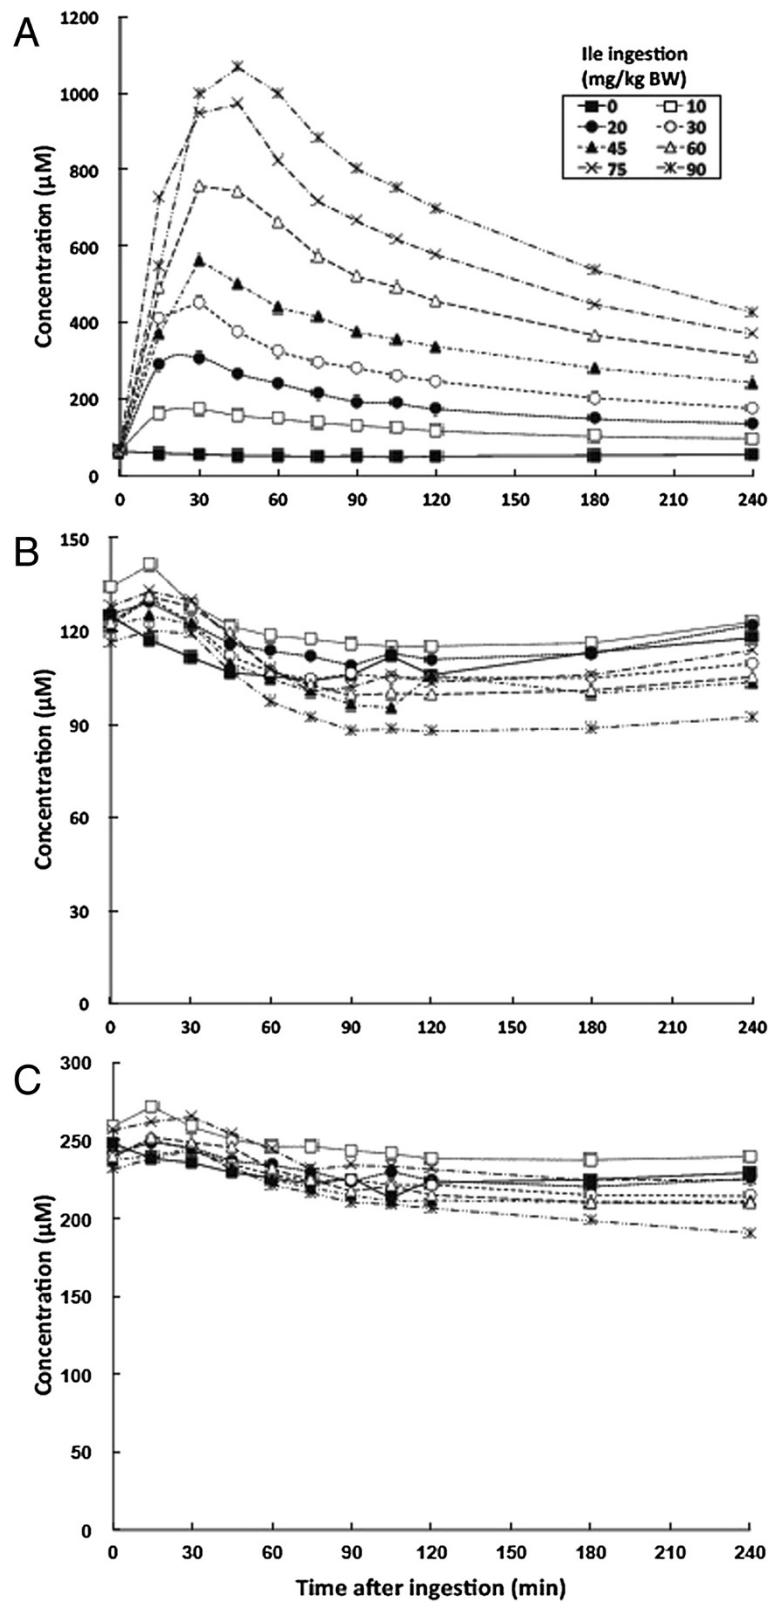 A
1200
1000
800
600
400
200
0
Concentration (µM)
Ile ingestion
(mg/kg BW)
0 10
20 30
45 60
75 90
0 30 60 90 120 150 180 210 240
B
150
120
90
60
30
0
Concentration (µM)
0 30 60 90 120 150 180 210 240
C
300
250
200
150
100
50
0
Concentration (µM)
0 30 60 90 120 150 180 210 240
Time after ingestion (min)